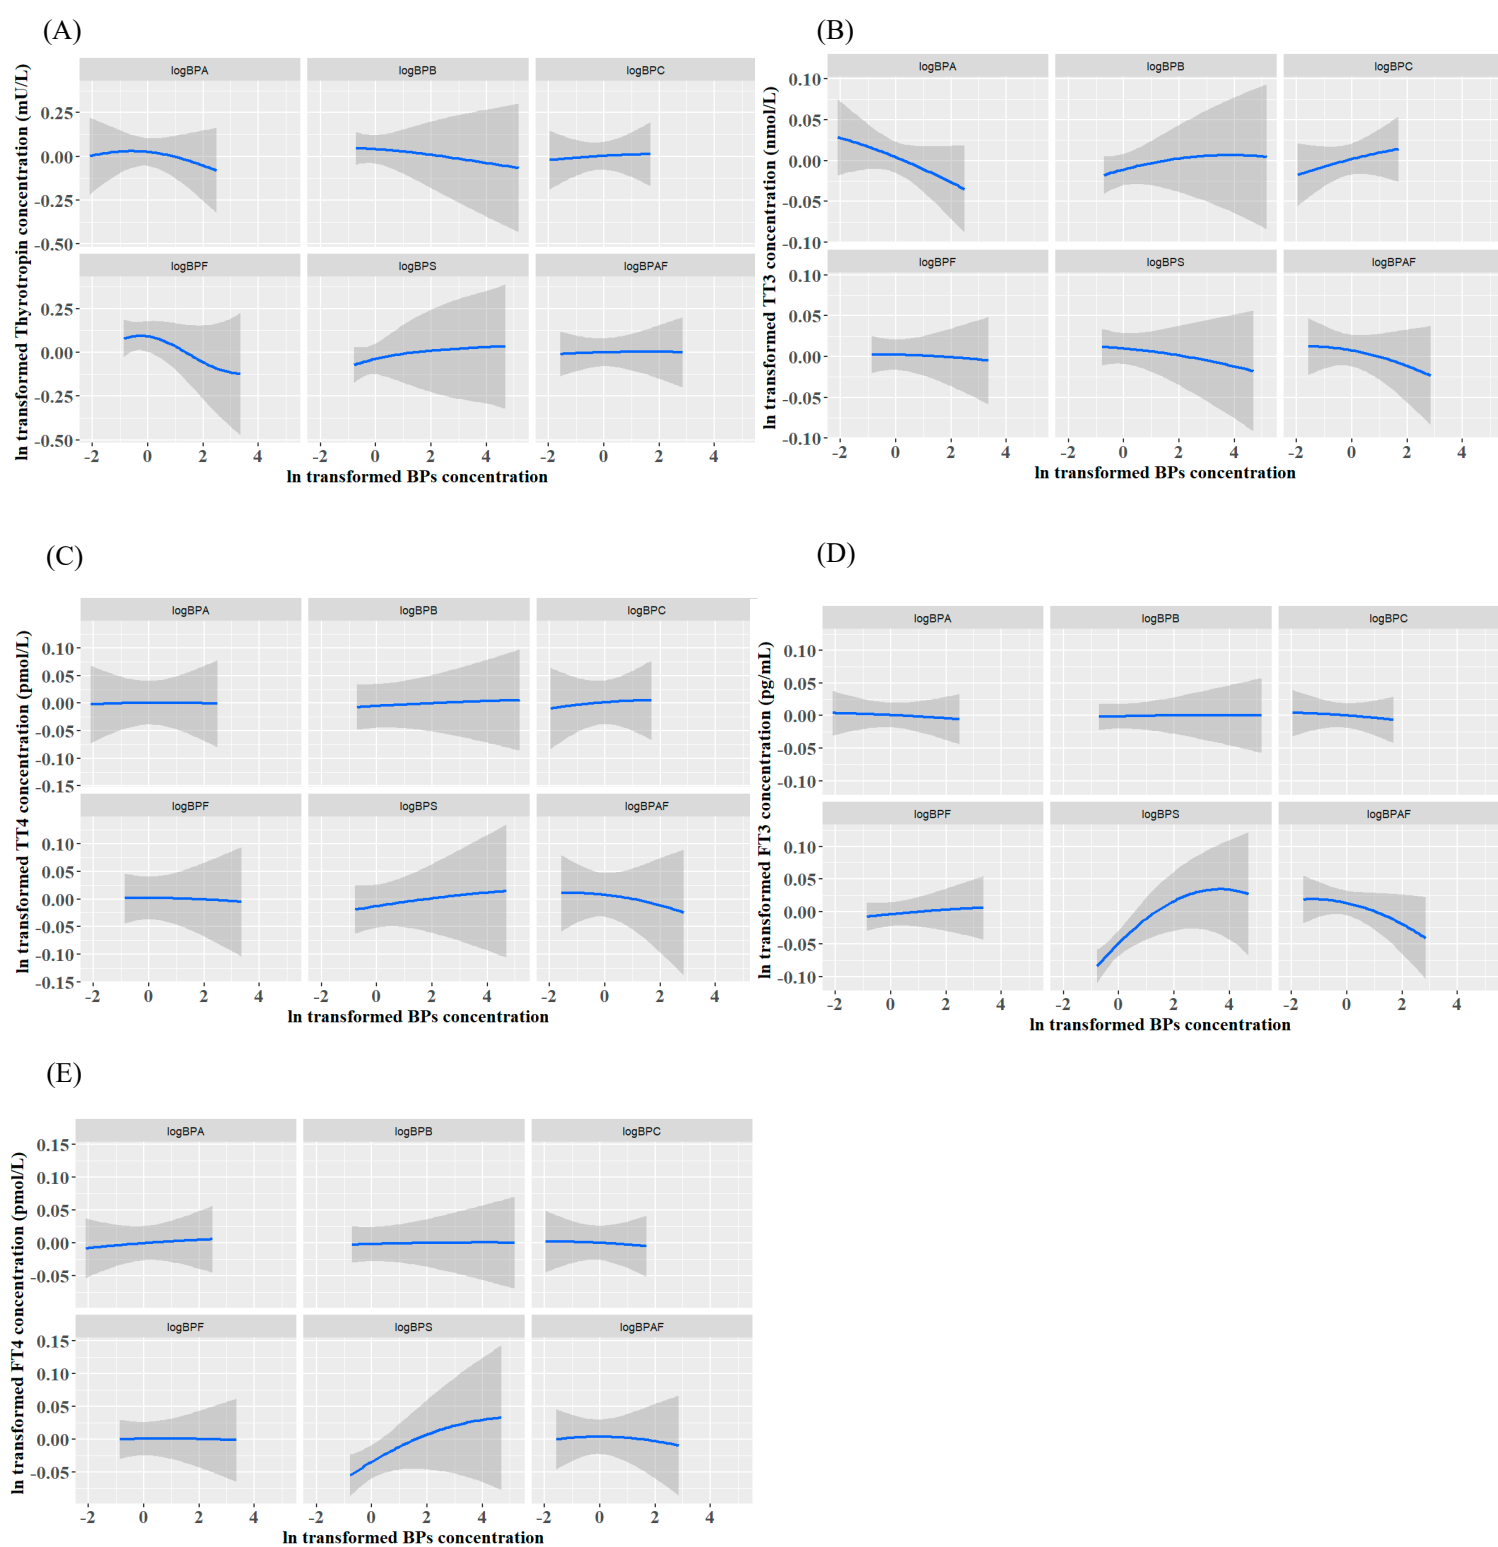 (A)
logBPA logBPB logBPC
ln transformed Thyrotropin concentration (mU/L)
0.25
0.00
-0.25
-0.50
logBPF logBPS logBPAF
0.25
0.00
-0.25
-0.50
-2 0 2 4 -2 0 2 4 -2 0 2 4
ln transformed BPs concentration
(B)
logBPA logBPB logBPC
ln transformed TT3 concentration (nmol/L)
0.10
0.05
0.00
-0.05
-0.10
logBPF logBPS logBPAF
0.10
0.05
0.00
-0.05
-0.10
-2 0 2 4 -2 0 2 4 -2 0 2 4
ln transformed BPs concentration
(C)
logBPA logBPB logBPC
ln transformed TT4 concentration (pmol/L)
0.10
0.05
0.00
-0.05
-0.10
-0.15
logBPF logBPS logBPAF
0.10
0.05
0.00
-0.05
-0.10
-0.15
-2 0 2 4 -2 0 2 4 -2 0 2 4
ln transformed BPs concentration
(D)
logBPA logBPB logBPC
ln transformed FT3 concentration (pg/mL)
0.10
0.05
0.00
-0.05
-0.10
logBPF logBPS logBPAF
0.10
0.05
0.00
-0.05
-0.10
-2 0 2 4 -2 0 2 4 -2 0 2 4
ln transformed BPs concentration
(E)
logBPA logBPB logBPC
ln transformed FT4 concentration (pmol/L)
0.15
0.10
0.05
0.00
-0.05
logBPF logBPS logBPAF
0.15
0.10
0.05
0.00
-0.05
-2 0 2 4 -2 0 2 4 -2 0 2 4
ln transformed BPs concentration